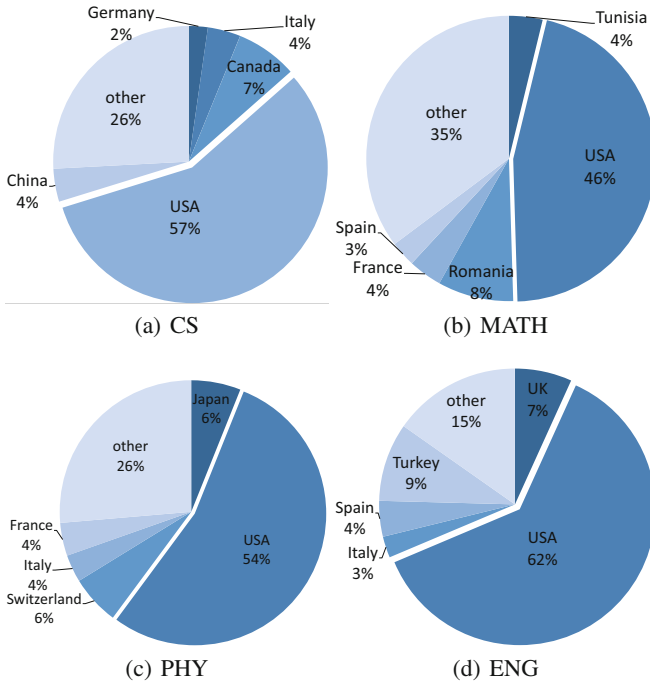 Germany
2%
Italy
4%
Canada
7%
other
26%
China
4%
USA
57%
(a) CS
Tunisia
4%
other
35%
USA
46%
Spain
3%
France
4%
Romania
8%
(b) MATH
Japan
6%
other
26%
France
4%
Italy
4%
Switzerland
6%
USA
54%
(c) PHY
UK
7%
other
15%
Turkey
9%
Spain
4%
Italy
3%
USA
62%
(d) ENG